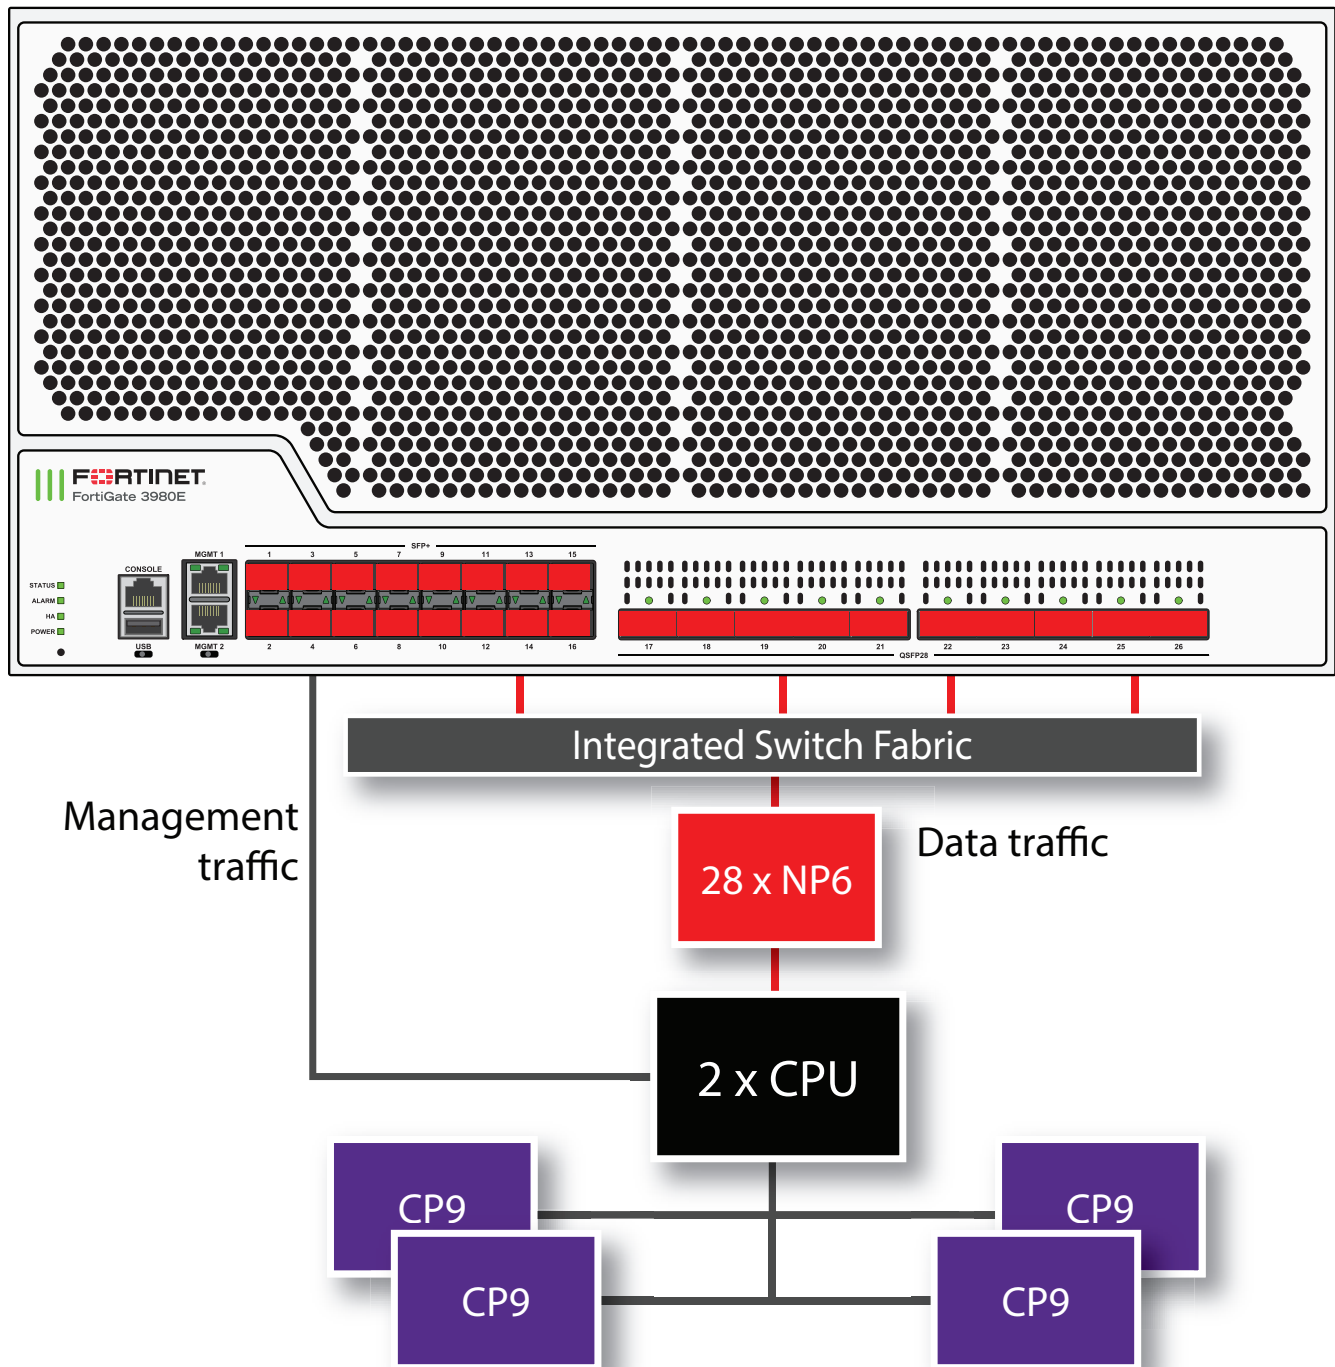 FORTINET
FortiGate 3980E
STATUS
ALARM
HA
POWER
CONSOLE
USB
MGMT 1
MGMT 2
SFP+
1 3 5 7 9 11 13 15
2 4 6 8 10 12 14 16
17 18 19 20 21 22 23 24 25 26
QSFP28
Integrated Switch Fabric
Management
traffic
Data traffic
28 x NP6
2 x CPU
CP9
CP9
CP9
CP9